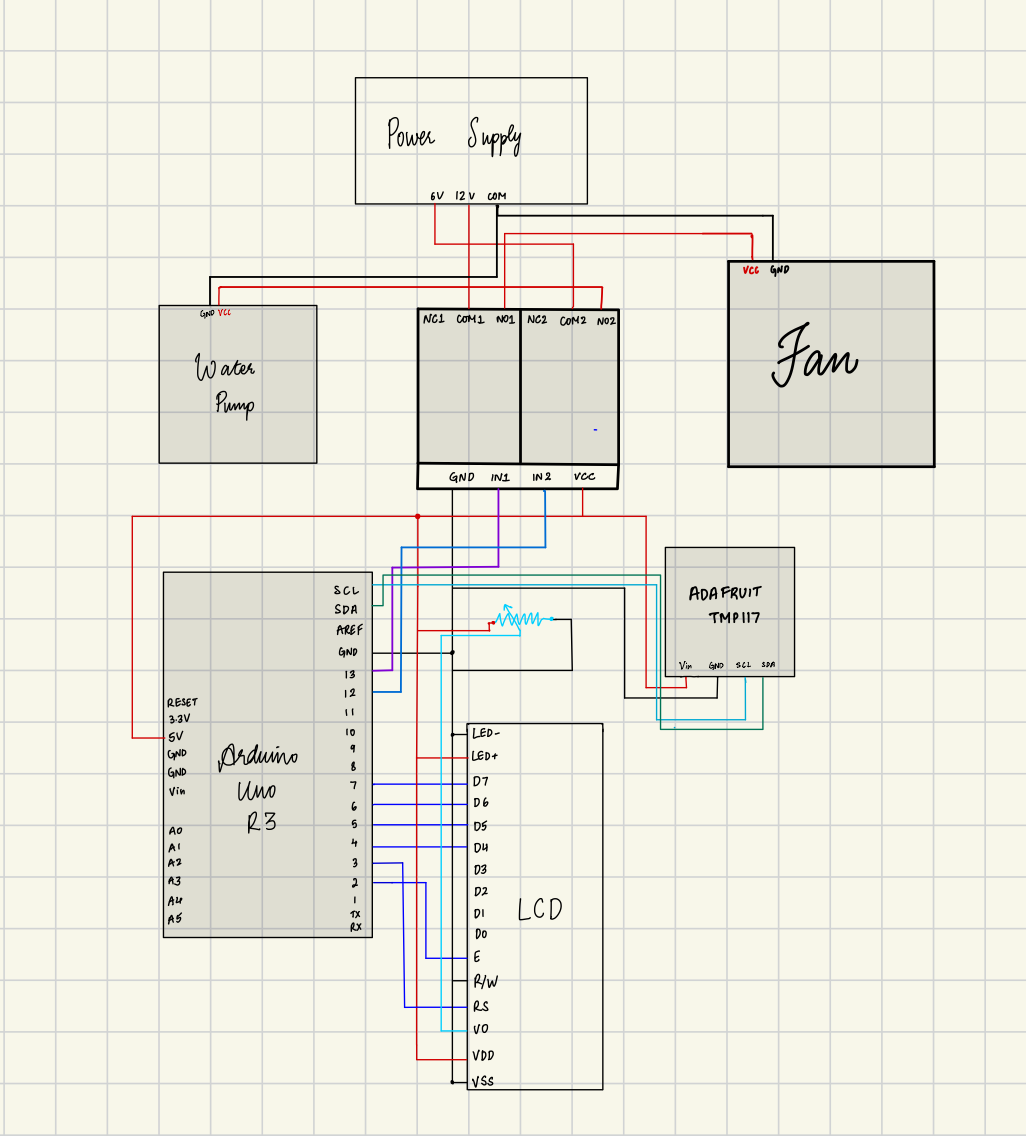 Power Supply
6V 12V COM
VCC GND
GND VCC
NC1 COM1 NO1 NC2 COM2 NO2
Water
Pump
Fan
GND IN1 IN2 VCC
ADAFRUIT
TMP117
Vin GND SCL SDA
SCL
SDA
AREF
GND
13
12
11
10
9
8
7
6
5
4
3
2
1
TX
RX
RESET
3.3V
5V
GND
GND
Vin
A0
A1
A2
A3
A4
A5
Arduino
Uno
R3
LED-
LED+
D7
D6
D5
D4
D3
D2
D1
D0
E
R/W
RS
VO
VDD
VSS
LCD